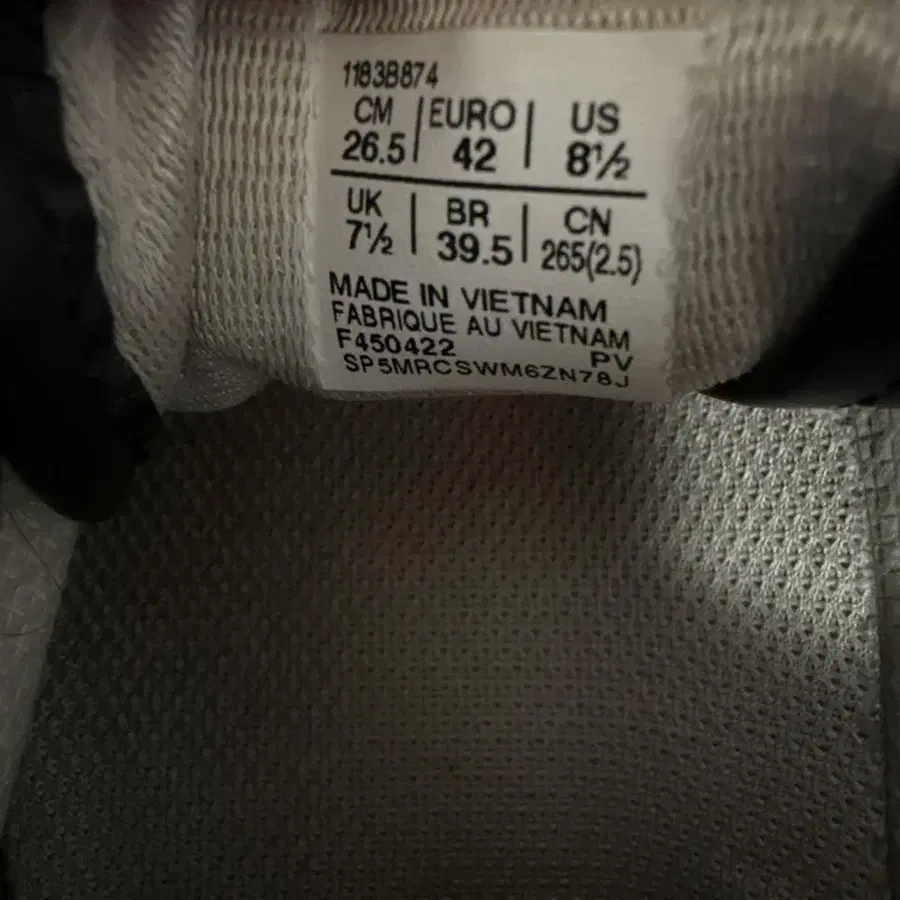 1183B874
CM | EURO | US
26.5 | 42 | 8½
UK | BR | CN
7½ | 39.5 | 265(2.5)
MADE IN VIETNAM
FABRIQUE AU VIETNAM
F450422 PV
SP5MRCSWM6ZN78J